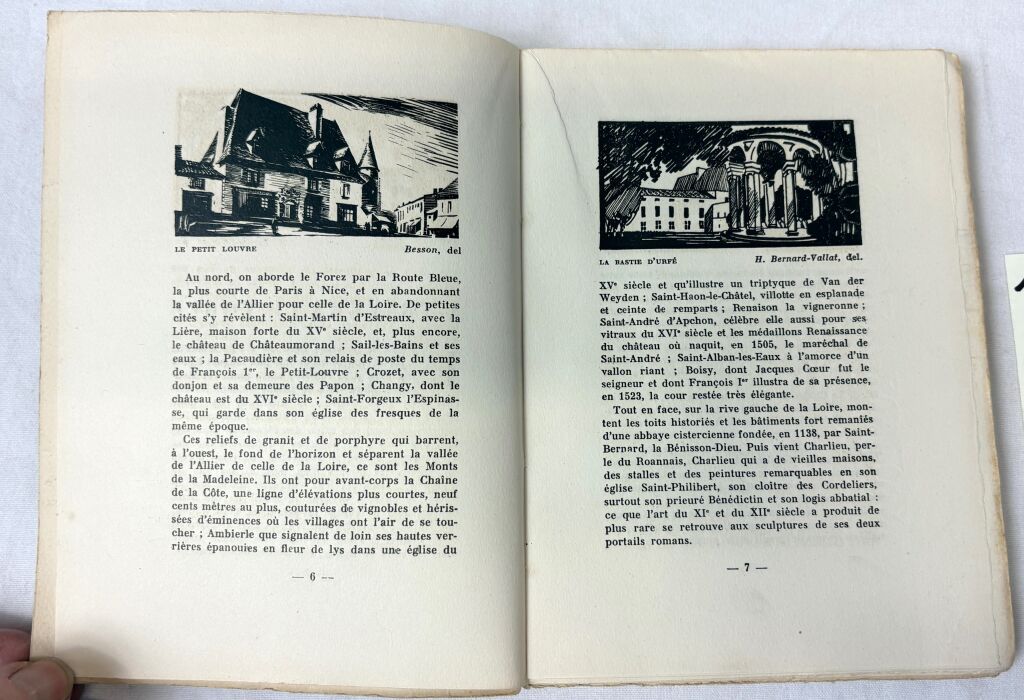 LE PETIT LOUVRE
Besson, del
Au nord, on aborde le Forez par la Route Bleue,
la plus courte de Paris à Nice, et en abandonnant
la vallée de l'Allier pour celle de la Loire. De petites
cités s'y révèlent : Saint-Martin d'Estreaux, avec la
Lière, maison forte du XVe siècle, et, plus encore,
le château de Châteaumorand ; Sail-les-Bains et ses
eaux ; la Pacaudière et son relais de poste du temps
de François 1er, le Petit-Louvre ; Crozet, avec son
donjon et sa demeure des Papon ; Changy, dont le
château est du XVIe siècle ; Saint-Forgeux l'Espinas-
se, qui garde dans son église des fresques de la
même époque.
Ces reliefs de granit et de porphyre qui barrent,
à l'ouest, le fond de l'horizon et séparent la vallée
de l'Allier de celle de la Loire, ce sont les Monts
de la Madeleine. Ils ont pour avant-corps la Chaîne
de la Côte, une ligne d'élévations plus courtes, neuf
cents mètres au plus, couturées de vignobles et héris-
sées d'éminences où les villages ont l'air de se tou-
cher ; Ambierle que signalent de loin ses hautes ver-
rières épanouies en fleur de lys dans une église du
— 6 —
LA BASTIE D'URFÉ
H. Bernard-Vallat, del.
XVe siècle et qu'illustre un triptyque de Van der
Weyden ; Saint-Haon-le-Châtel, villotte en esplanade
et ceinte de remparts ; Renaison la vigneronne ;
Saint-André d'Apchon, célèbre elle aussi pour ses
vitraux du XVIe siècle et les médaillons Renaissance
du château où naquit, en 1505, le maréchal de
Saint-André ; Saint-Alban-les-Eaux à l'amorce d'un
vallon riant ; Boisy, dont Jacques Cœur fut le
seigneur et dont François Ier illustra de sa présence,
en 1523, la cour restée très élégante.
Tout en face, sur la rive gauche de la Loire, mon-
tent les toits historiés et les bâtiments fort remaniés
d'une abbaye cistercienne fondée, en 1138, par Saint-
Bernard, la Bénisson-Dieu. Puis vient Charlieu, per-
le du Roannais, Charlieu qui a de vieilles maisons,
des stalles et des peintures remarquables en son
église Saint-Philibert, son cloître des Cordeliers,
surtout son prieuré Bénédictin et son logis abbatial :
ce que l'art du XIe et du XIIe siècle a produit de
plus rare se retrouve aux sculptures de ses deux
portails romans.
— 7 —